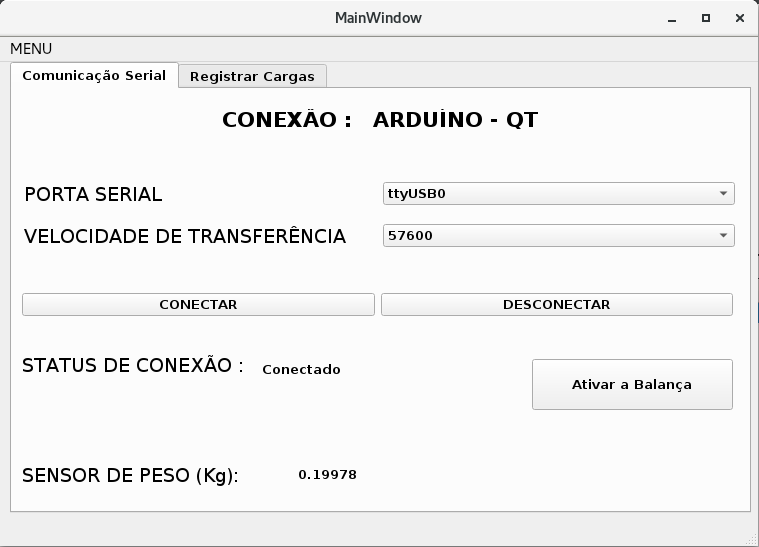 MainWindow
MENU
Comunicação Serial Registrar Cargas
CONEXÃO : ARDUÍNO - QT
PORTA SERIAL ttyUSB0
VELOCIDADE DE TRANSFERÊNCIA 57600
CONECTAR DESCONECTAR
STATUS DE CONEXÃO : Conectado
Ativar a Balança
SENSOR DE PESO (Kg): 0.19978